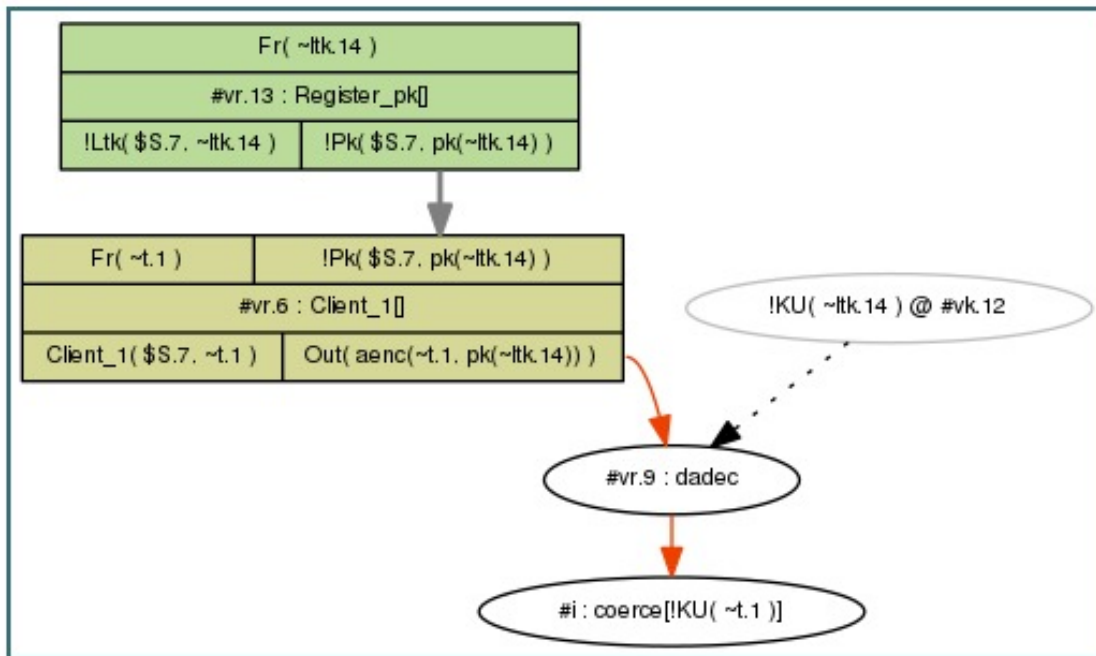 Fr( ~ltk.14 )
#vr.13 : Register_pk[]
!Ltk( $S.7, ~ltk.14 ) !Pk( $S.7, pk(~ltk.14) )
Fr( ~t.1 ) !Pk( $S.7, pk(~ltk.14) )
#vr.6 : Client_1[]
!KU( ~ltk.14 ) @ #vk.12
Client_1( $S.7, ~t.1 ) Out( aenc(~t.1, pk(~ltk.14)) )
#vr.9 : dadec
#i : coerce[!KU( ~t.1 )]